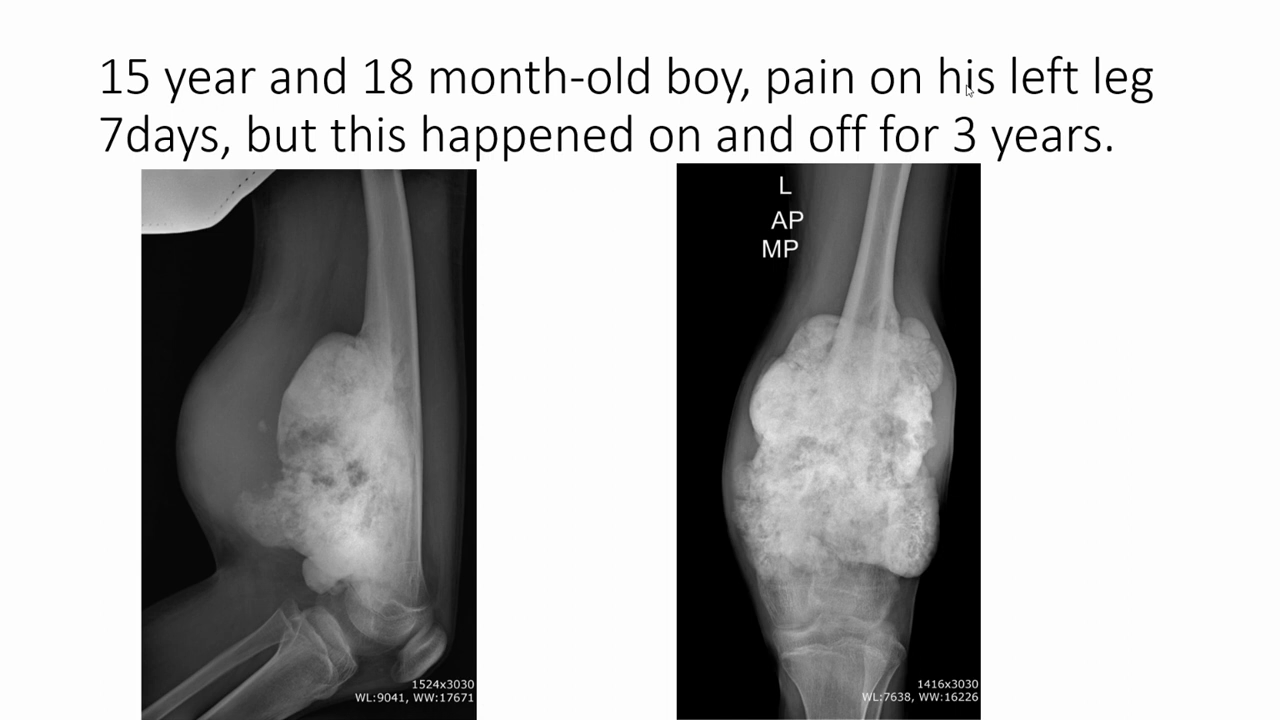 15 year and 18 month-old boy, pain on his left leg
7days, but this happened on and off for 3 years.
L
AP
MP
1524x3030
WL:9041, WW:17671
1416x3030
WL:7638, WW:16226